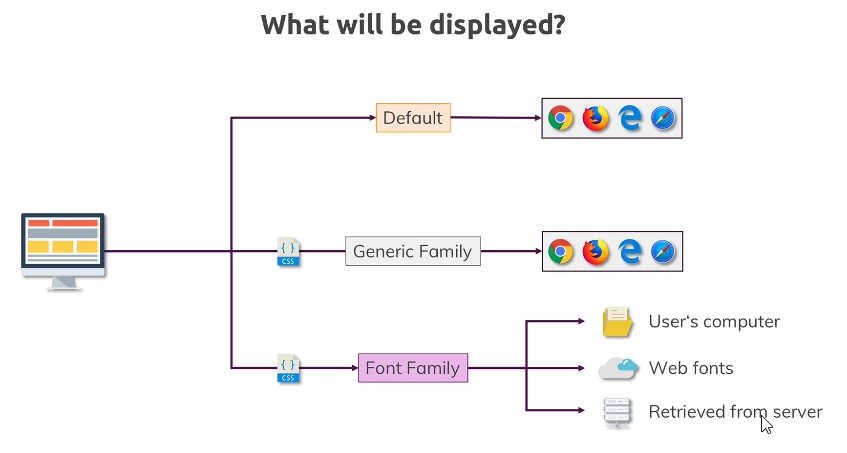 What will be displayed?
Default
{ }
CSS
Generic Family
{ }
CSS
Font Family
User‘s computer
Web fonts
Retrieved from server